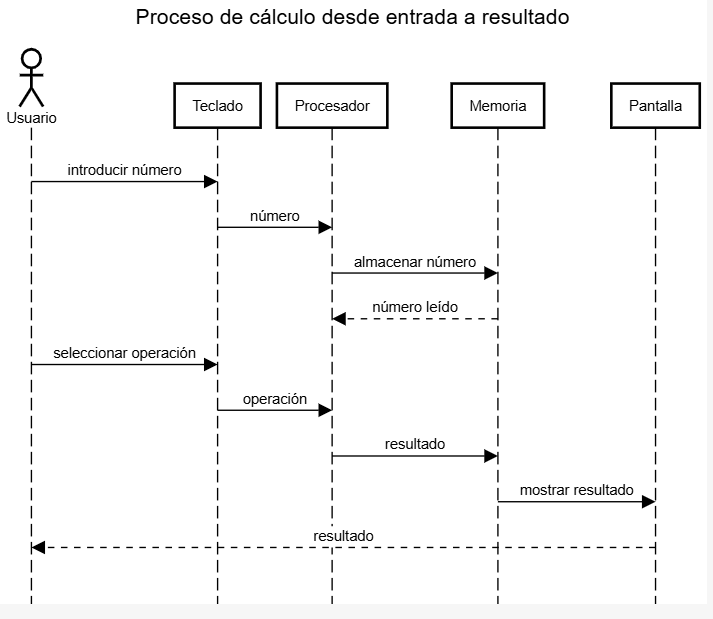 Proceso de cálculo desde entrada a resultado
Usuario
Teclado
Procesador
Memoria
Pantalla
introducir número
número
almacenar número
número leído
seleccionar operación
operación
resultado
mostrar resultado
resultado